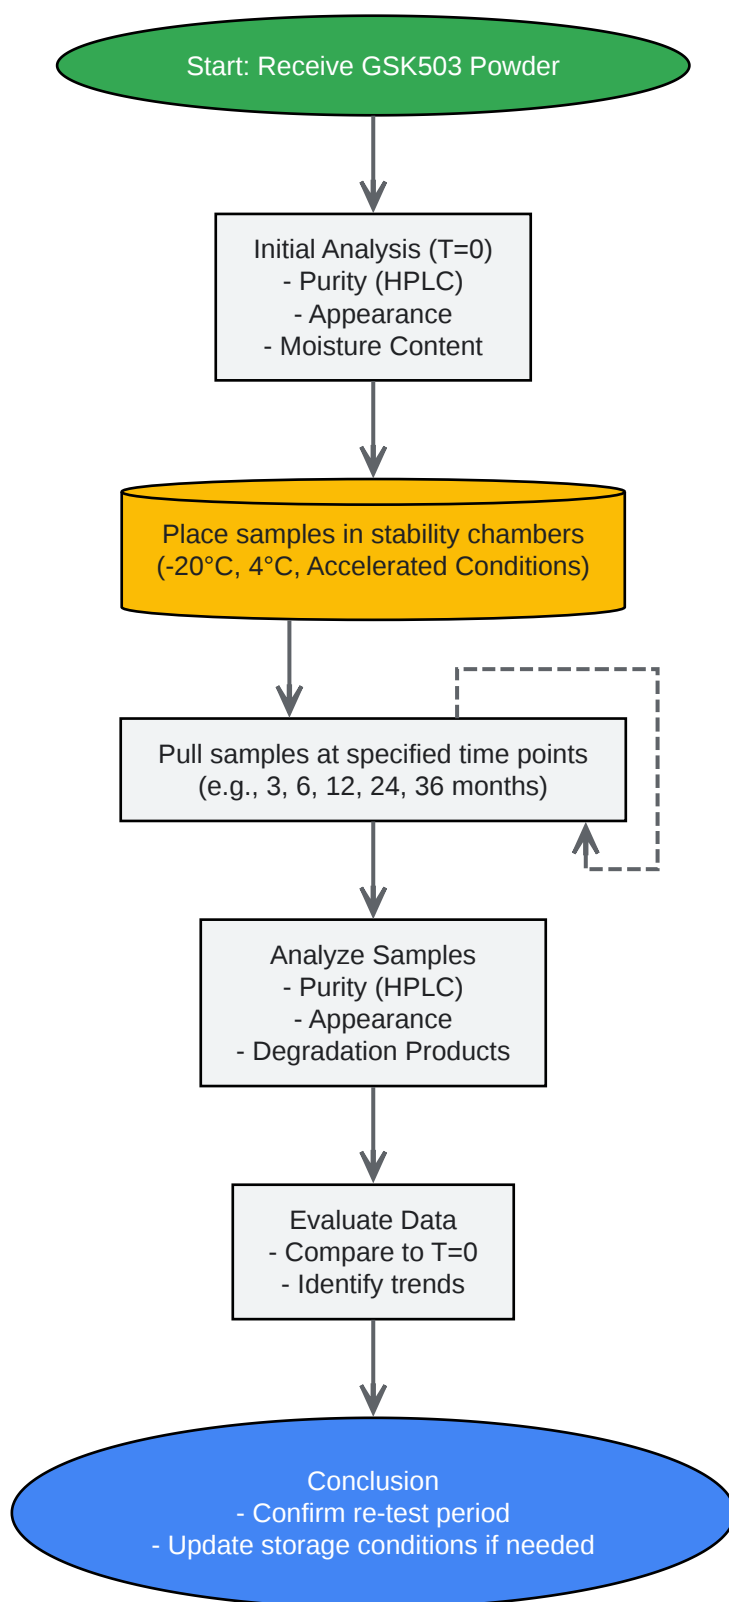 Start: Receive GSK503 Powder
Initial Analysis (T=0)
- Purity (HPLC)
- Appearance
- Moisture Content
Place samples in stability chambers
(-20°C, 4°C, Accelerated Conditions)
Pull samples at specified time points
(e.g., 3, 6, 12, 24, 36 months)
Analyze Samples
- Purity (HPLC)
- Appearance
- Degradation Products
Evaluate Data
- Compare to T=0
- Identify trends
Conclusion
- Confirm re-test period
- Update storage conditions if needed